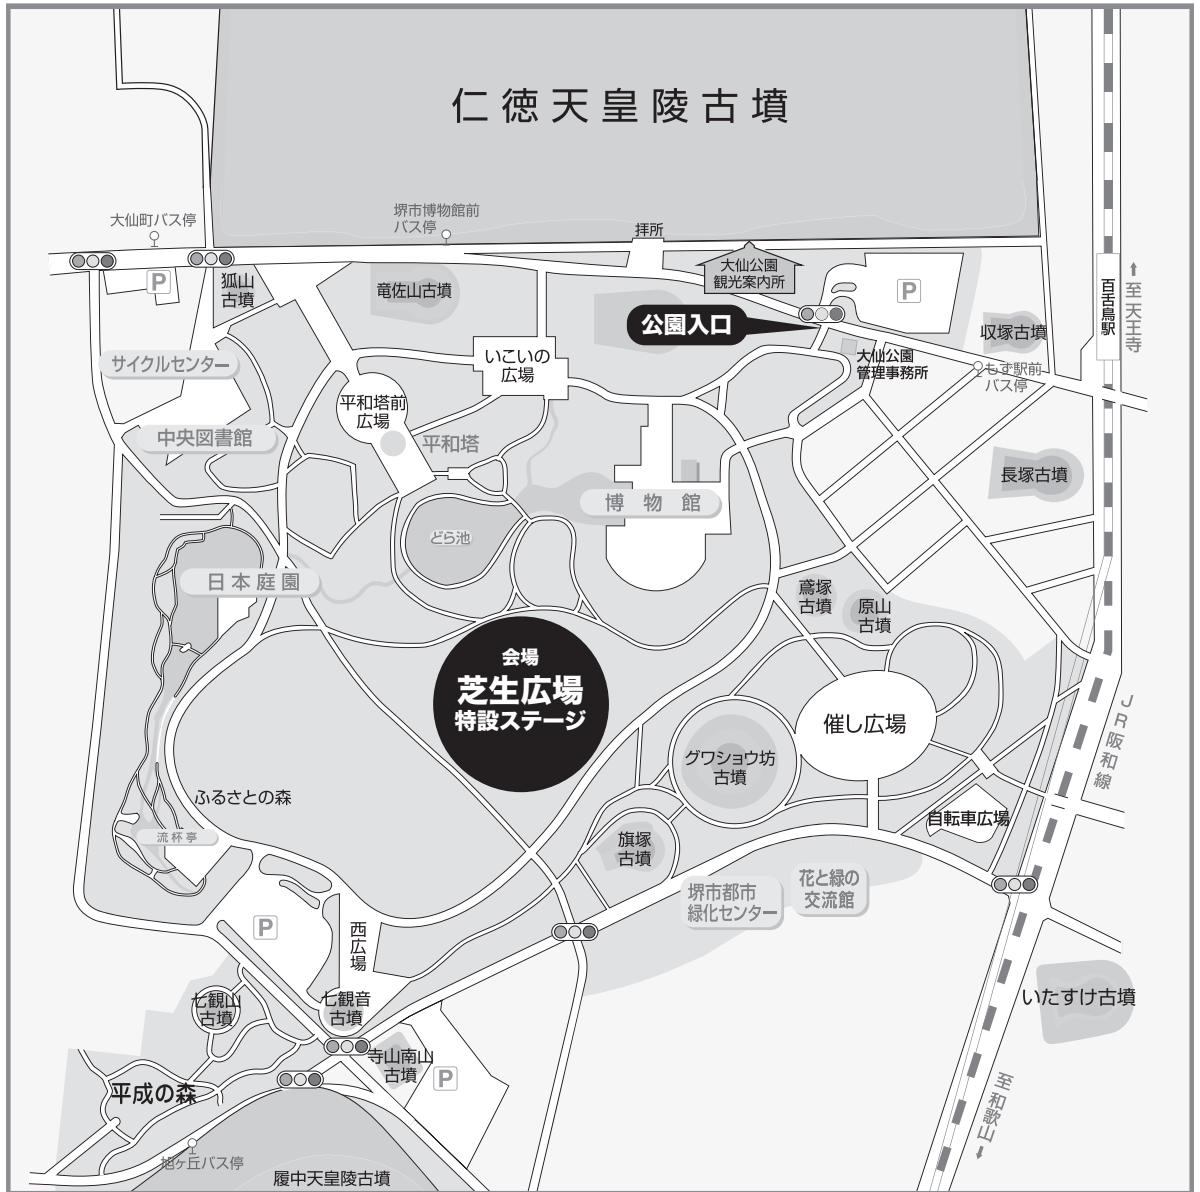 仁徳天皇陵古墳
大仙町バス停
堺市博物館前
バス停
拝所
大仙公園
観光案内所
P
狐山
古墳
竜佐山古墳
P
百舌鳥駅
←至天王寺
公園入口
収塚古墳
サイクルセンター
いこいの
広場
大仙公園
管理事務所
もず駅前
バス停
平和塔前
広場
中央図書館
平和塔
長塚古墳
博物館
どら池
日本庭園
鳶塚
古墳
原山
古墳
会場
芝生広場
特設ステージ
催し広場
JR阪和線
グワショウ坊
古墳
ふるさとの森
流杯亭
旗塚
古墳
自転車広場
堺市都市
緑化センター
花と緑の
交流館
P
西広場
七観山
古墳
七観音
古墳
いたすけ古墳
寺山南山
古墳
P
平成の森
至和歌山→
旭ヶ丘バス停
履中天皇陵古墳